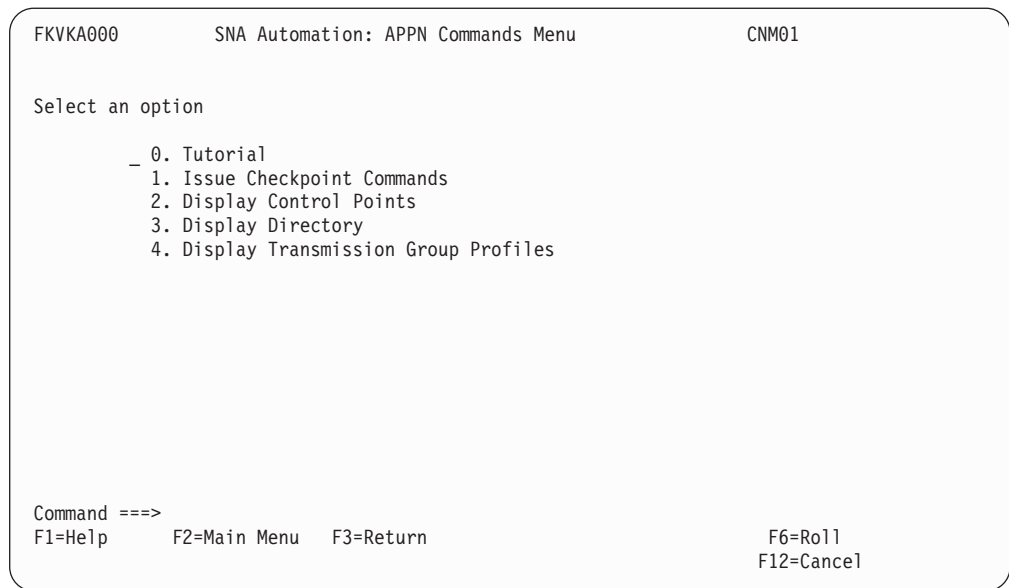 FKVKA000 SNA Automation: APPN Commands Menu CNM01
Select an option
_ 0. Tutorial
1. Issue Checkpoint Commands
2. Display Control Points
3. Display Directory
4. Display Transmission Group Profiles
Command ===>
F1=Help F2=Main Menu F3=Return F6=Roll
F12=Cancel